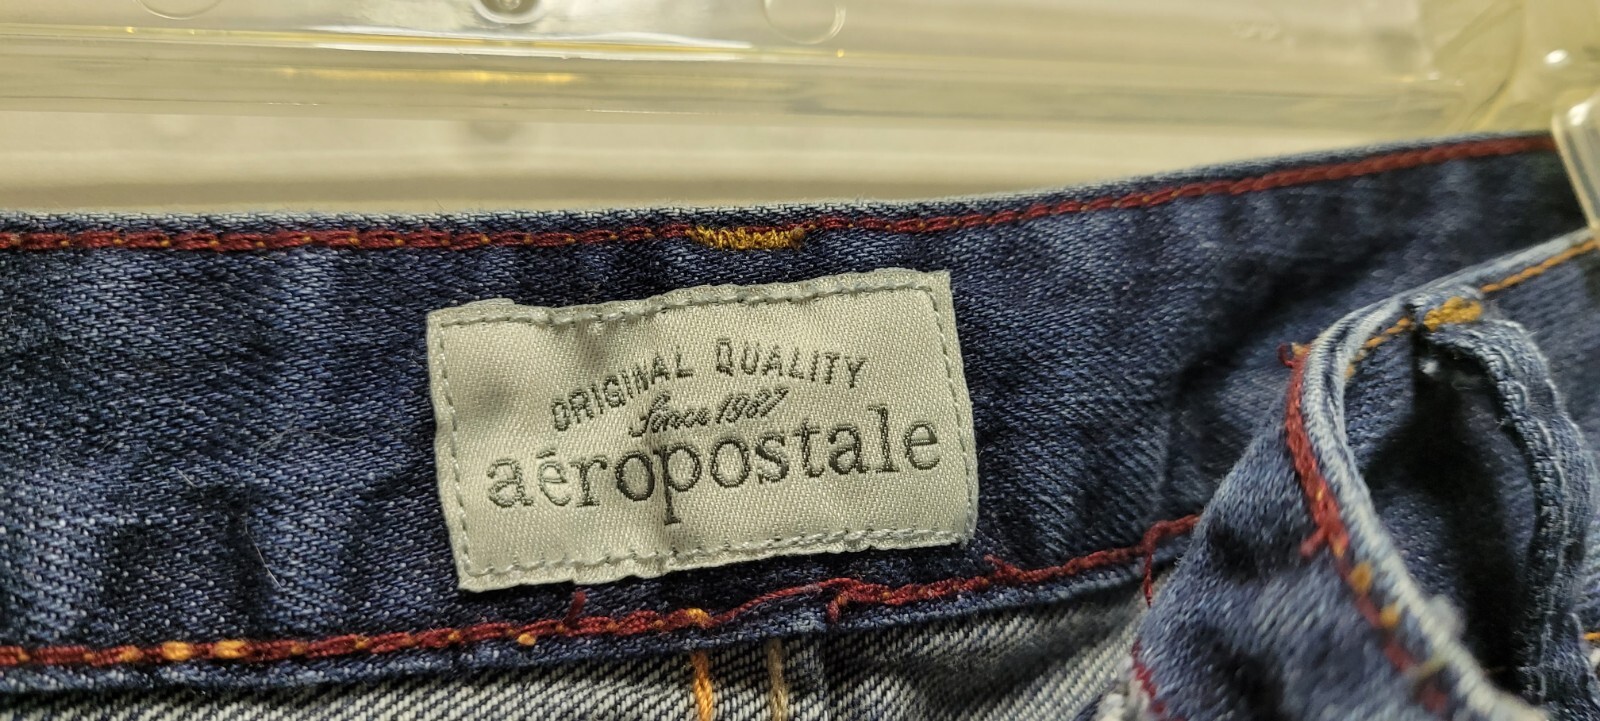 ORIGINAL QUALITY
Since 1987
aéropostale